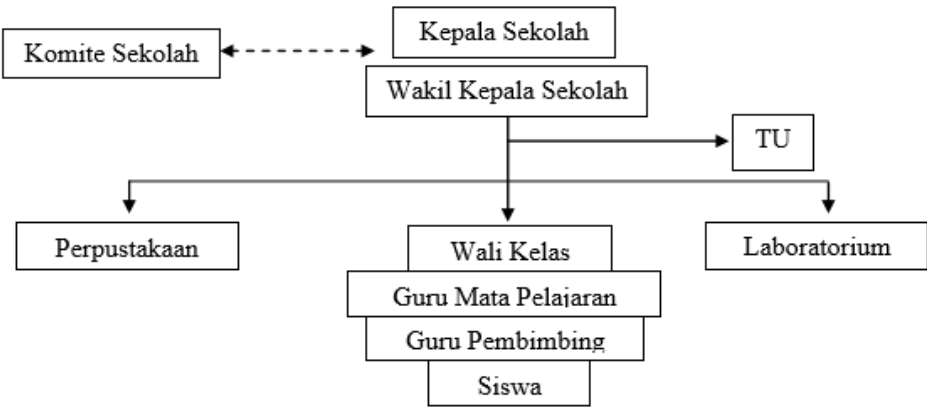 Kepala Sekolah
Komite Sekolah
Wakil Kepala Sekolah
TU
Perpustakaan
Wali Kelas
Laboratorium
Guru Mata Pelajaran
Guru Pembimbing
Siswa